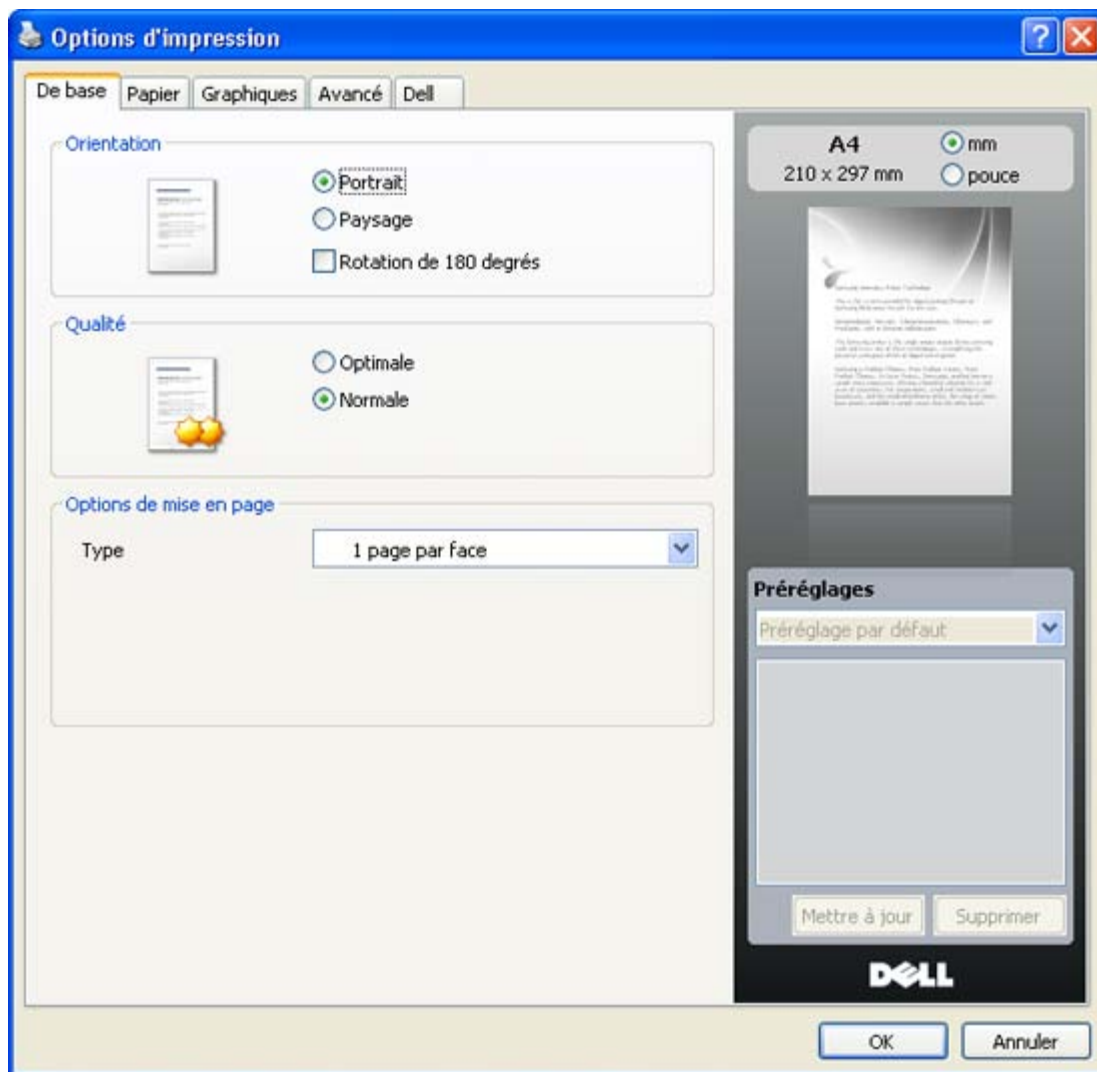 Options d'impression
De base
Papier
Graphiques
Avancé
Dell
Orientation
Portrait
Paysage
Rotation de 180 degrés
Qualité
Optimale
Normale
Options de mise en page
Type
1 page par face
A4
210 x 297 mm
mm
pouce
Préréglages
Préréglage par défaut
Mettre à jour
Supprimer
DELL
OK
Annuler